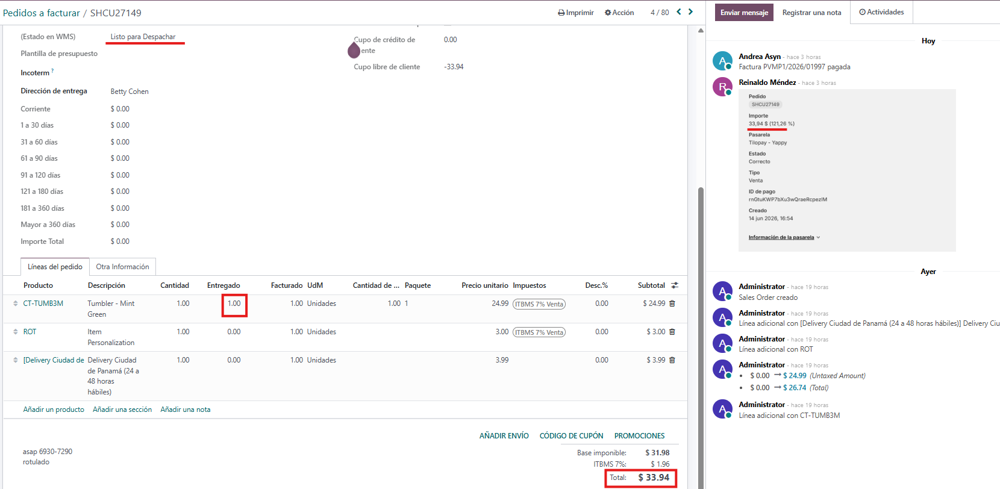 Pedidos a facturar / SHCU27149
Imprimir
Acción
4 / 80
(Estado en WMS) Listo para Despachar
Plantilla de presupuesto
Incoterm ?
Dirección de entrega Betty Cohen
Corriente $ 0.00
1 a 30 días $ 0.00
31 a 60 días $ 0.00
61 a 90 días $ 0.00
91 a 120 días $ 0.00
121 a 180 días $ 0.00
181 a 360 días $ 0.00
Mayor a 360 días $ 0.00
Importe Total $ 0.00
Cupo de crédito de 0.00
ente
Cupo libre de cliente -33.94
Líneas del pedido Otra Información
Producto Descripción Cantidad Entregado Facturado UdM Cantidad de ... Paquete Precio unitario Impuestos Desc.% Subtotal
CT-TUMB3M Tumbler - Mint 1.00 1.00 1.00 Unidades 1.00 1 24.99 ITBMS 7% Venta 0.00 $ 24.99
Green
ROT Item 1.00 0.00 1.00 Unidades 3.00 ITBMS 7% Venta 0.00 $ 3.00
Personalization
[Delivery Ciudad de Delivery Ciudad 1.00 0.00 1.00 Unidades 3.99 0.00 $ 3.99
de Panamá (24 a
48 horas
hábiles)
Añadir un producto Añadir una sección Añadir una nota
AÑADIR ENVÍO CÓDIGO DE CUPÓN PROMOCIONES
asap 6930-7290
rotulado
Base imponible: $ 31.98
ITBMS 7%: $ 1.96
Total: $ 33.94
Enviar mensaje Registrar una nota Actividades
Hoy
A
Andrea Asyn - hace 3 horas
Factura PVMP1/2026/01997 pagada
R
Reinaldo Méndez - hace 3 horas
Pedido
SHCU27149
Importe
33,94 $ (121,26 %)
Pasarela
Tilopay - Yappy
Estado
Correcto
Tipo
Venta
ID de pago
rnGtuKWP7bXu3wQraeRcpezIM
Creado
14 jun 2026, 16:54
Información de la pasarela
Ayer
A
Administrator - hace 19 horas
Sales Order creado
A
Administrator - hace 19 horas
Línea adicional con [Delivery Ciudad de Panamá (24 a 48 horas hábiles)] Delivery Ciu
A
Administrator - hace 19 horas
Línea adicional con ROT
A
Administrator - hace 19 horas
• $ 0.00 → $ 24.99 (Untaxed Amount)
• $ 0.00 → $ 26.74 (Total)
A
Administrator - hace 19 horas
Línea adicional con CT-TUMB3M